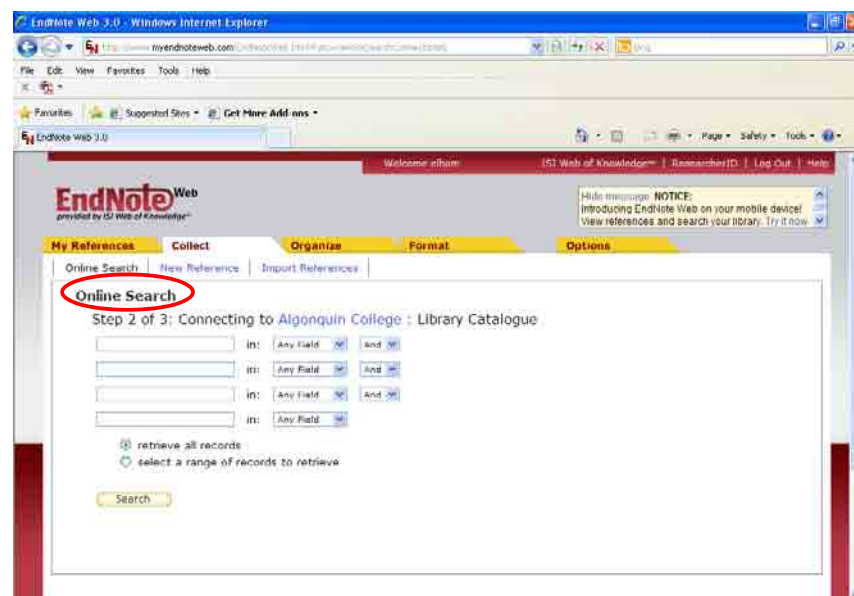 EndNote Web 3.0 - Windows Internet Explorer
myendnoteweb.com
File Edit View Favorites Tools Help
x
Favorites Suggested Sites Get More Add-ons
EndNote Web 3.0 Page Safety Tools
Welcome elham ISI Web of Knowledge℠ | ResearcherID | Log Out | Help
EndNote Web
provided by ISI Web of Knowledge℠
Hide message NOTICE:
Introducing EndNote Web on your mobile device!
View references and search your library. Try it now
My References Collect Organize Format Options
Online Search New Reference Import References
Online Search
Step 2 of 3: Connecting to Algonquin College : Library Catalogue
in: Any Field And
in: Any Field And
in: Any Field And
in: Any Field
retrieve all records
select a range of records to retrieve
Search